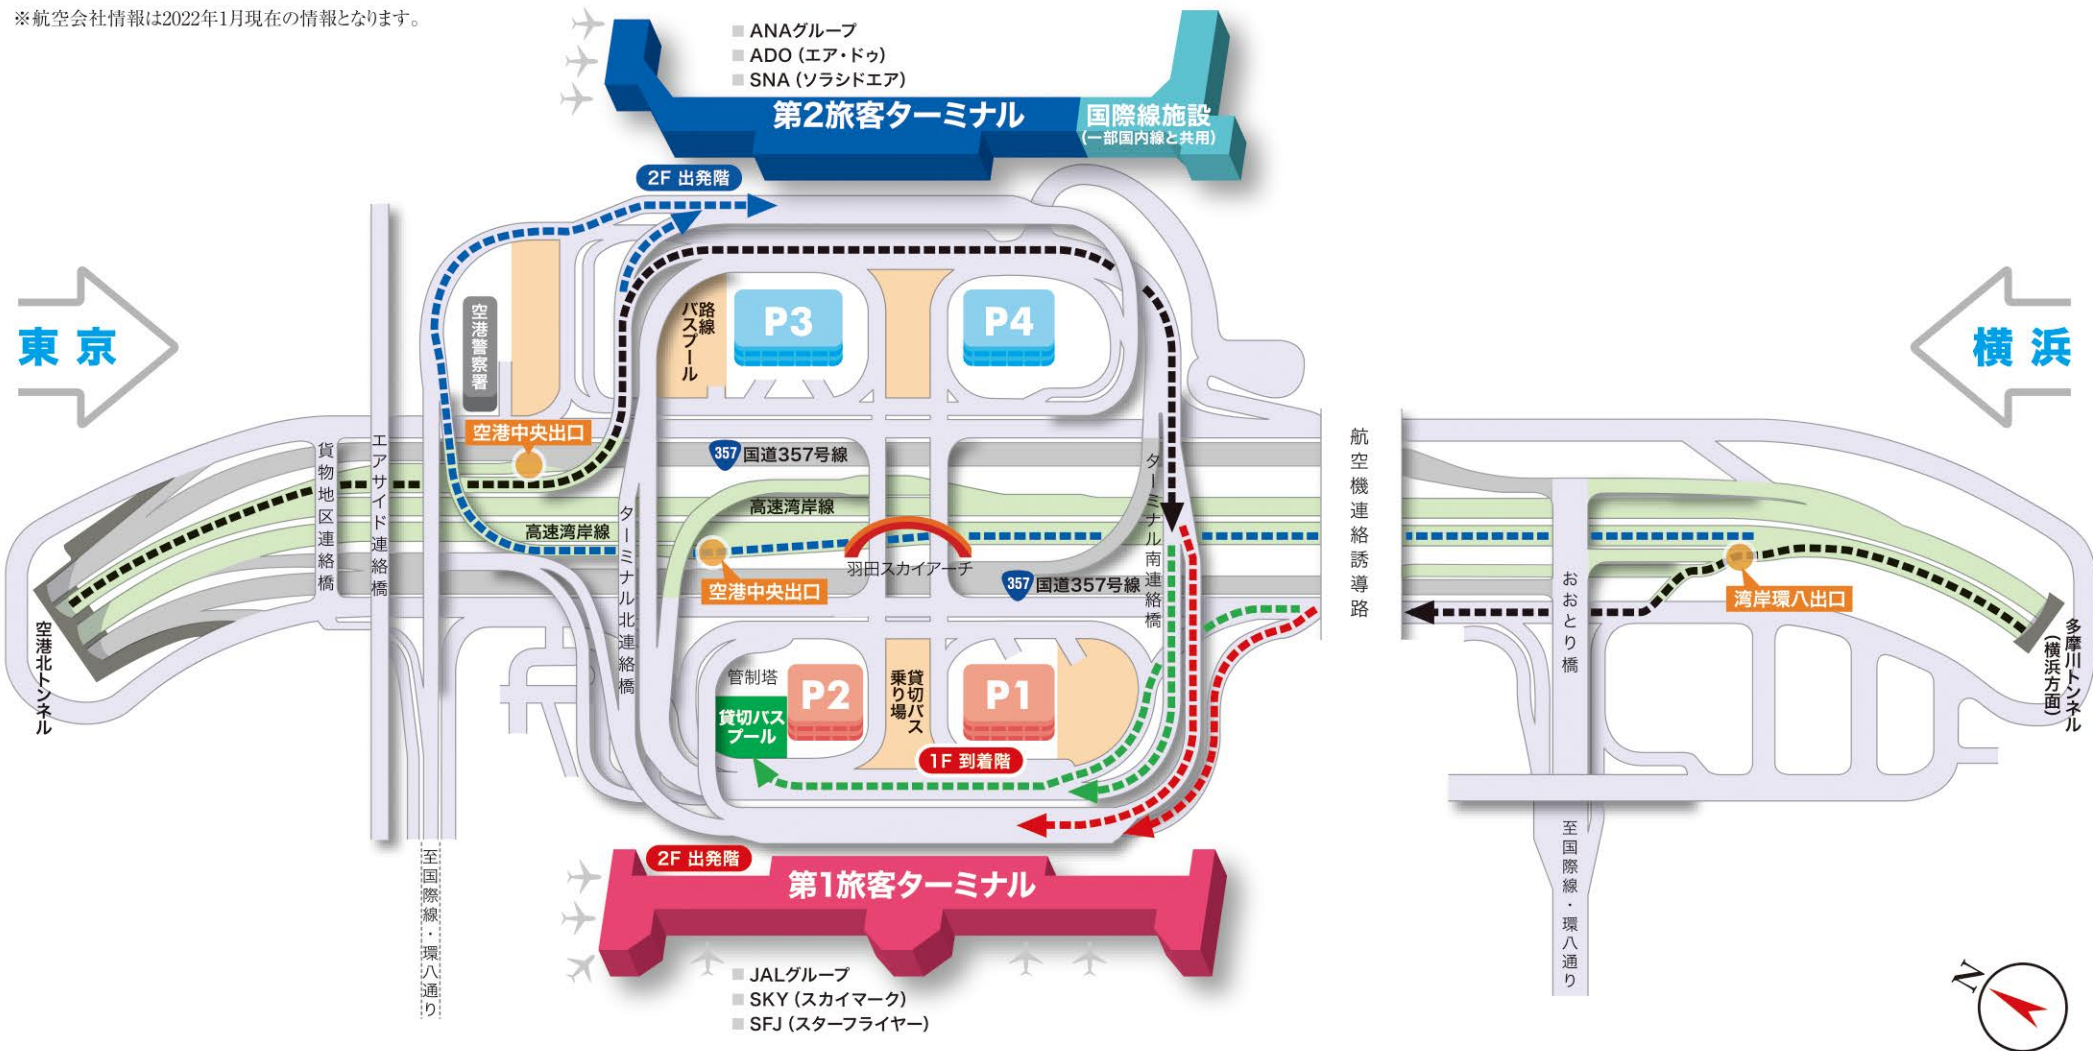 ※航空会社情報は2022年1月現在の情報となります。
■ ANAグループ
■ ADO（エア・ドゥ）
■ SNA（ソラシドエア）
第2旅客ターミナル
国際線施設
（一部国内線と共用）
2F 出発階
東京
横浜
空港警察署
路線
バスプール
P3
P4
空港中央出口
357 国道357号線
高速湾岸線
高速湾岸線
貨物地区連絡橋
エアサイド連絡橋
ターミナル北連絡橋
ターミナル南連絡橋
航空機連絡誘導路
羽田スカイアーチ
空港中央出口
357 国道357号線
おおとり橋
湾岸環八出口
空港北トンネル
多摩川トンネル
（横浜方面）
管制塔
貸切バス
プール
P2
貸切バス
乗り場
P1
1F 到着階
2F 出発階
第1旅客ターミナル
至国際線・環八通り
至国際線・環八通り
■ JALグループ
■ SKY（スカイマーク）
■ SFJ（スターフライヤー）
N